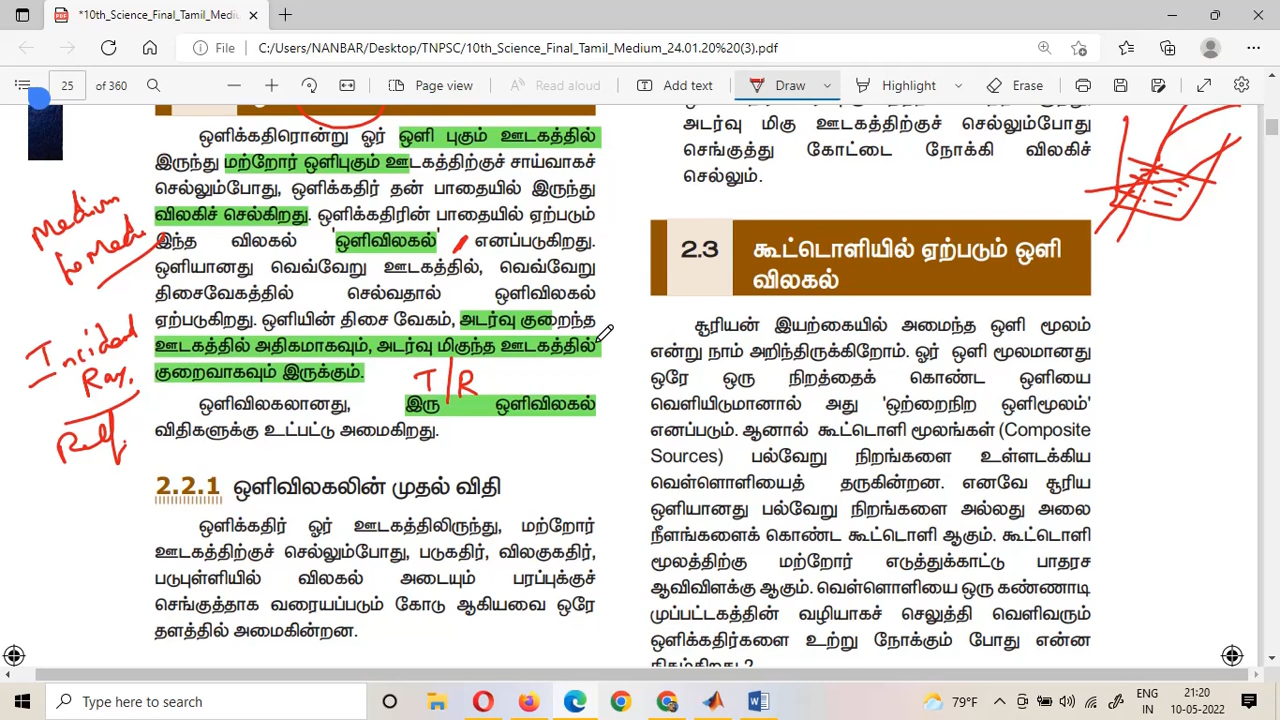 *10th_Science_Final_Tamil_Mediu
File
C:/Users/NANBAR/Desktop/TNPSC/10th_Science_Final_Tamil_Medium_24.01.20%20(3).pdf
25 of 360
Page view
Read aloud
Add text
Draw
Highlight
Erase
ஒளிக்கதிரொன்று ஓர் ஒளி புகும் ஊடகத்தில்
இருந்து மற்றோர் ஒளிபுகும் ஊடகத்திற்குச் சாய்வாகச்
செல்லும்போது, ஒளிக்கதிர் தன் பாதையில் இருந்து
விலகிச் செல்கிறது. ஒளிக்கதிரின் பாதையில் ஏற்படும்
இந்த விலகல் 'ஒளிவிலகல்' எனப்படுகிறது.
ஒளியானது வெவ்வேறு ஊடகத்தில், வெவ்வேறு
திசைவேகத்தில் செல்வதால் ஒளிவிலகல்
ஏற்படுகிறது. ஒளியின் திசை வேகம், அடர்வு குறைந்த
ஊடகத்தில் அதிகமாகவும், அடர்வு மிகுந்த ஊடகத்தில்
குறைவாகவும் இருக்கும்.
ஒளிவிலகலானது, இரு ஒளிவிலகல்
விதிகளுக்கு உட்பட்டு அமைகிறது.
2.2.1 ஒளிவிலகலின் முதல் விதி
ஒளிக்கதிர் ஓர் ஊடகத்திலிருந்து, மற்றோர்
ஊடகத்திற்குச் செல்லும்போது, படுகதிர், விலகுகதிர்,
படுபுள்ளியில் விலகல் அடையும் பரப்புக்குச்
செங்குத்தாக வரையப்படும் கோடு ஆகியவை ஒரே
தளத்தில் அமைகின்றன.
Medium
to Medi
Incident
Ray.
T/R
அடர்வு மிகு ஊடகத்திற்குச் செல்லும்போது
செங்குத்து கோட்டை நோக்கி விலகிச்
செல்லும்.
2.3 கூட்டொளியில் ஏற்படும் ஒளி
விலகல்
சூரியன் இயற்கையில் அமைந்த ஒளி மூலம்
என்று நாம் அறிந்திருக்கிறோம். ஓர் ஒளி மூலமானது
ஒரே ஒரு நிறத்தைக் கொண்ட ஒளியை
வெளியிடுமானால் அது 'ஒற்றைநிற ஒளிமூலம்'
எனப்படும். ஆனால் கூட்டொளி மூலங்கள் (Composite
Sources) பல்வேறு நிறங்களை உள்ளடக்கிய
வெள்ளொளியைத் தருகின்றன. எனவே சூரிய
ஒளியானது பல்வேறு நிறங்களை அல்லது அலை
நீளங்களைக் கொண்ட கூட்டொளி ஆகும். கூட்டொளி
மூலத்திற்கு மற்றோர் எடுத்துக்காட்டு பாதரச
ஆவிவிளக்கு ஆகும். வெள்ளொளியை ஒரு கண்ணாடி
முப்பட்டகத்தின் வழியாகச் செலுத்தி வெளிவரும்
ஒளிக்கதிர்களை உற்று நோக்கும் போது என்ன
Type here to search
79°F
ENG
IN
21:20
10-05-2022